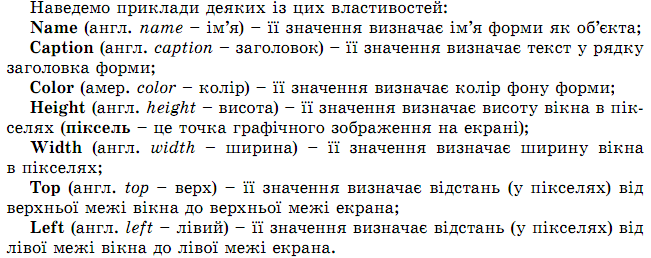 Наведемо приклади деяких із цих властивостей:
Name (англ. name – ім’я) – її значення визначає ім’я форми як об’єкта;
Caption (англ. caption – заголовок) – її значення визначає текст у рядку
заголовка форми;
Color (амер. color – колір) – її значення визначає колір фону форми;
Height (англ. height – висота) – її значення визначає висоту вікна в пік-
селях (піксель – це точка графічного зображення на екрані);
Width (англ. width – ширина) – її значення визначає ширину вікна
в пікселях;
Top (англ. top – верх) – її значення визначає відстань (у пікселях) від
верхньої межі вікна до верхньої межі екрана;
Left (англ. left – лівий) – її значення визначає відстань (у пікселях) від
лівої межі вікна до лівої межі екрана.